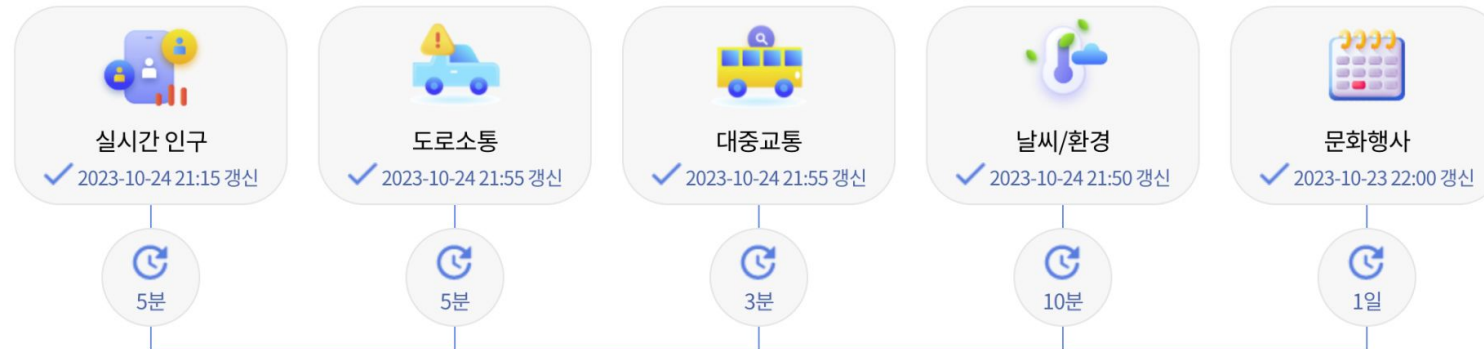 실시간 인구
2023-10-24 21:15 갱신
5분
도로소통
2023-10-24 21:55 갱신
5분
대중교통
2023-10-24 21:55 갱신
3분
날씨/환경
2023-10-24 21:50 갱신
10분
문화행사
2023-10-23 22:00 갱신
1일